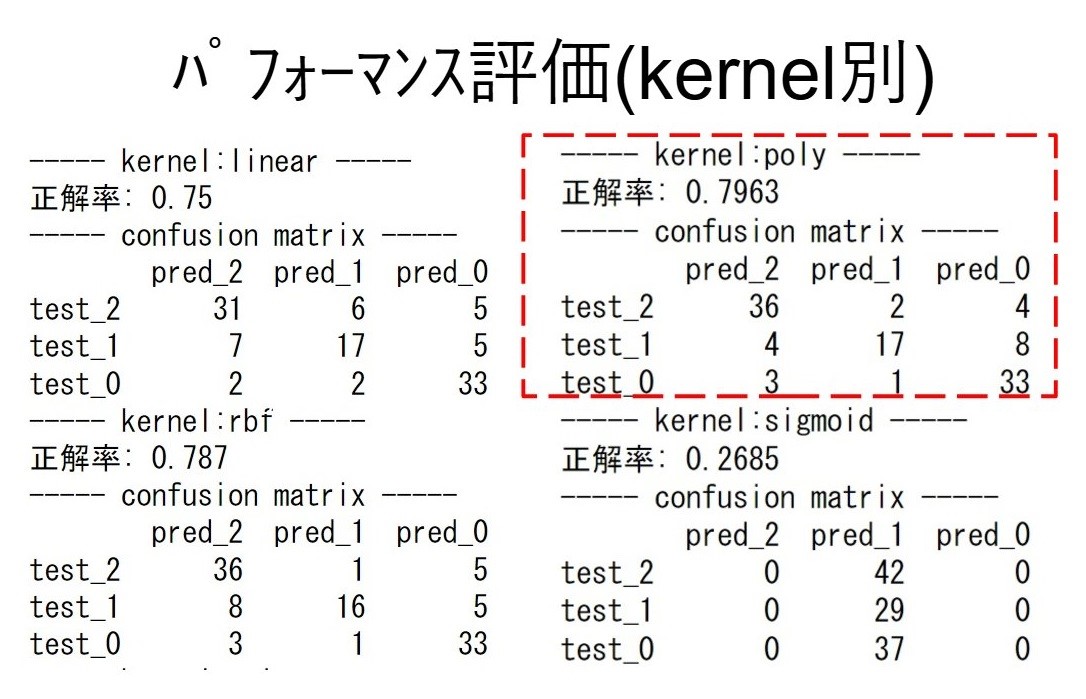 パフォーマンス評価(kernel別)
----- kernel:linear -----
正解率: 0.75
----- confusion matrix -----
pred_2 pred_1 pred_0
test_2 31 6 5
test_1 7 17 5
test_0 2 2 33
----- kernel:rbf -----
正解率: 0.787
----- confusion matrix -----
pred_2 pred_1 pred_0
test_2 36 1 5
test_1 8 16 5
test_0 3 1 33
----- kernel:poly -----
正解率: 0.7963
----- confusion matrix -----
pred_2 pred_1 pred_0
test_2 36 2 4
test_1 4 17 8
test_0 3 1 33
----- kernel:sigmoid -----
正解率: 0.2685
----- confusion matrix -----
pred_2 pred_1 pred_0
test_2 0 42 0
test_1 0 29 0
test_0 0 37 0